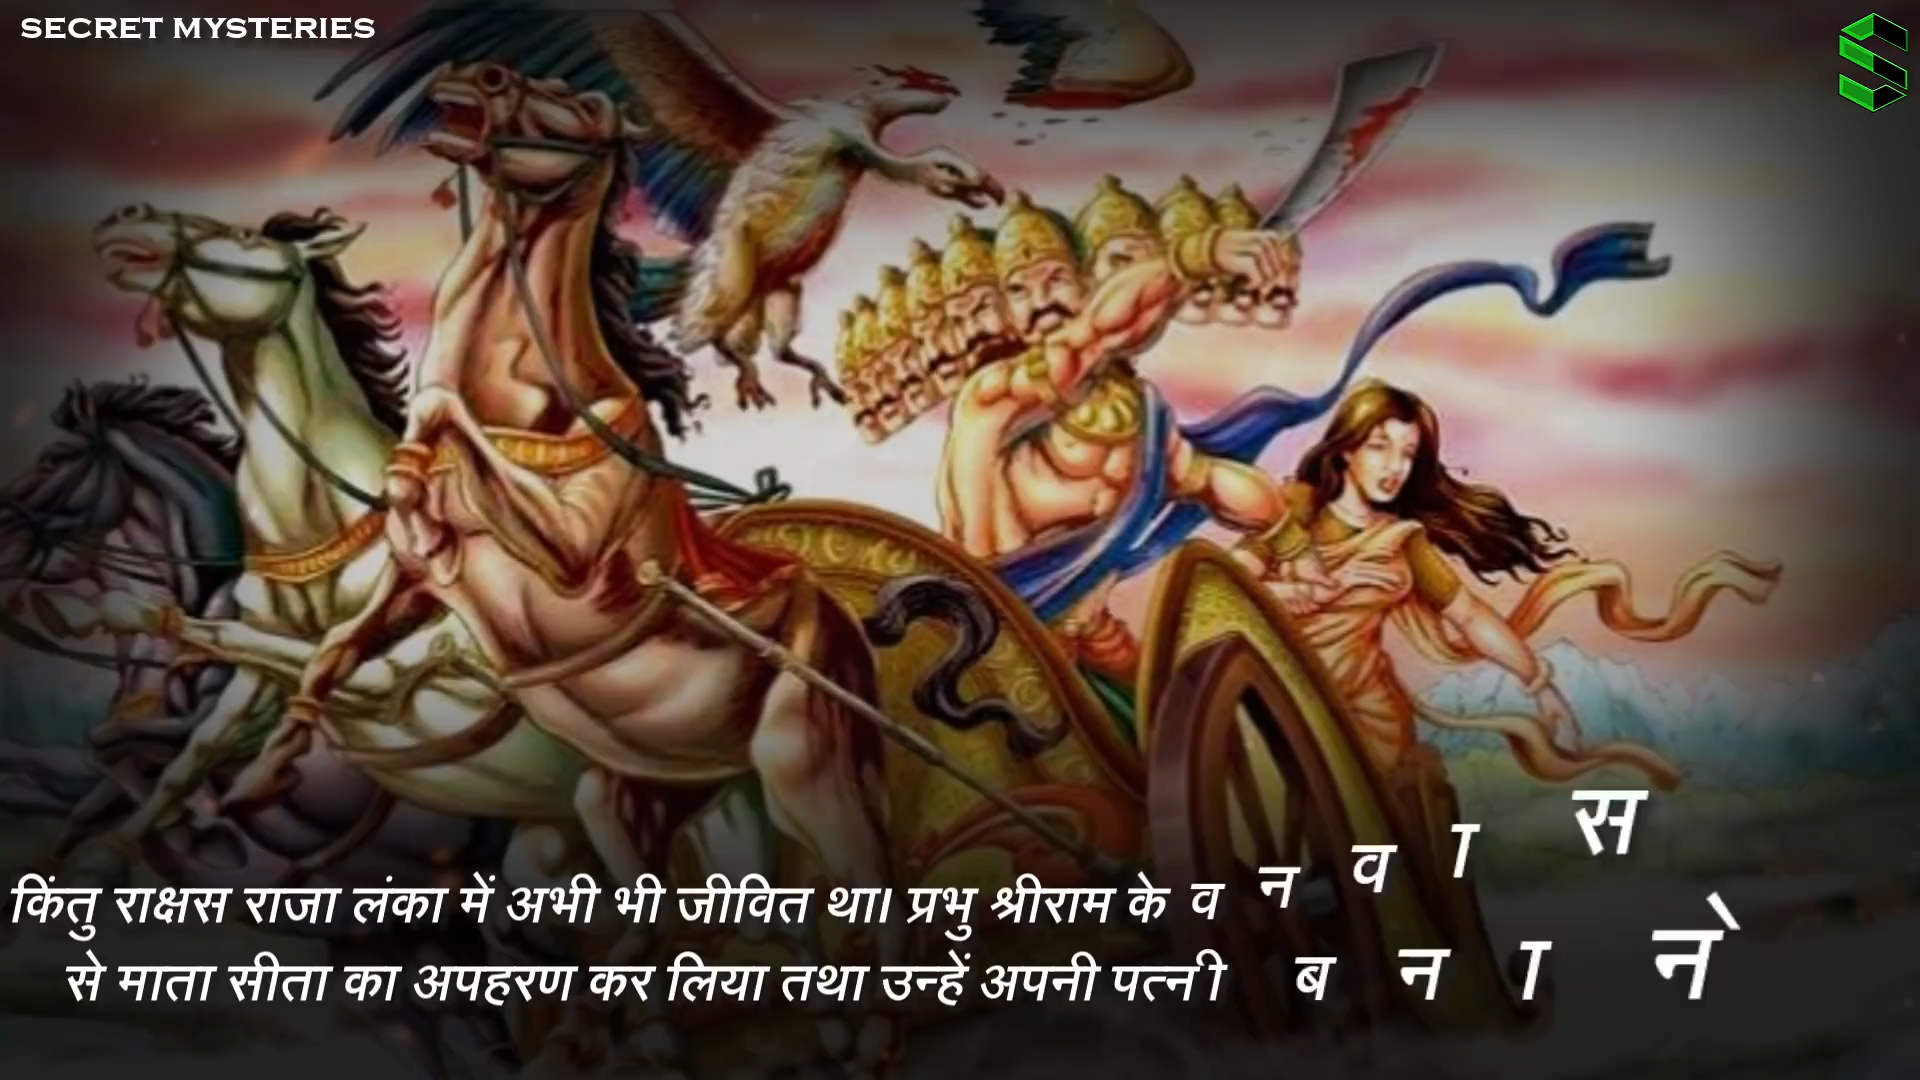 SECRET MYSTERIES
किंतु राक्षस राजा लंका में अभी भी जीवित था। प्रभु श्रीराम के वनवास
से माता सीता का अपहरण कर लिया तथा उन्हें अपनी पत्नी बनाने